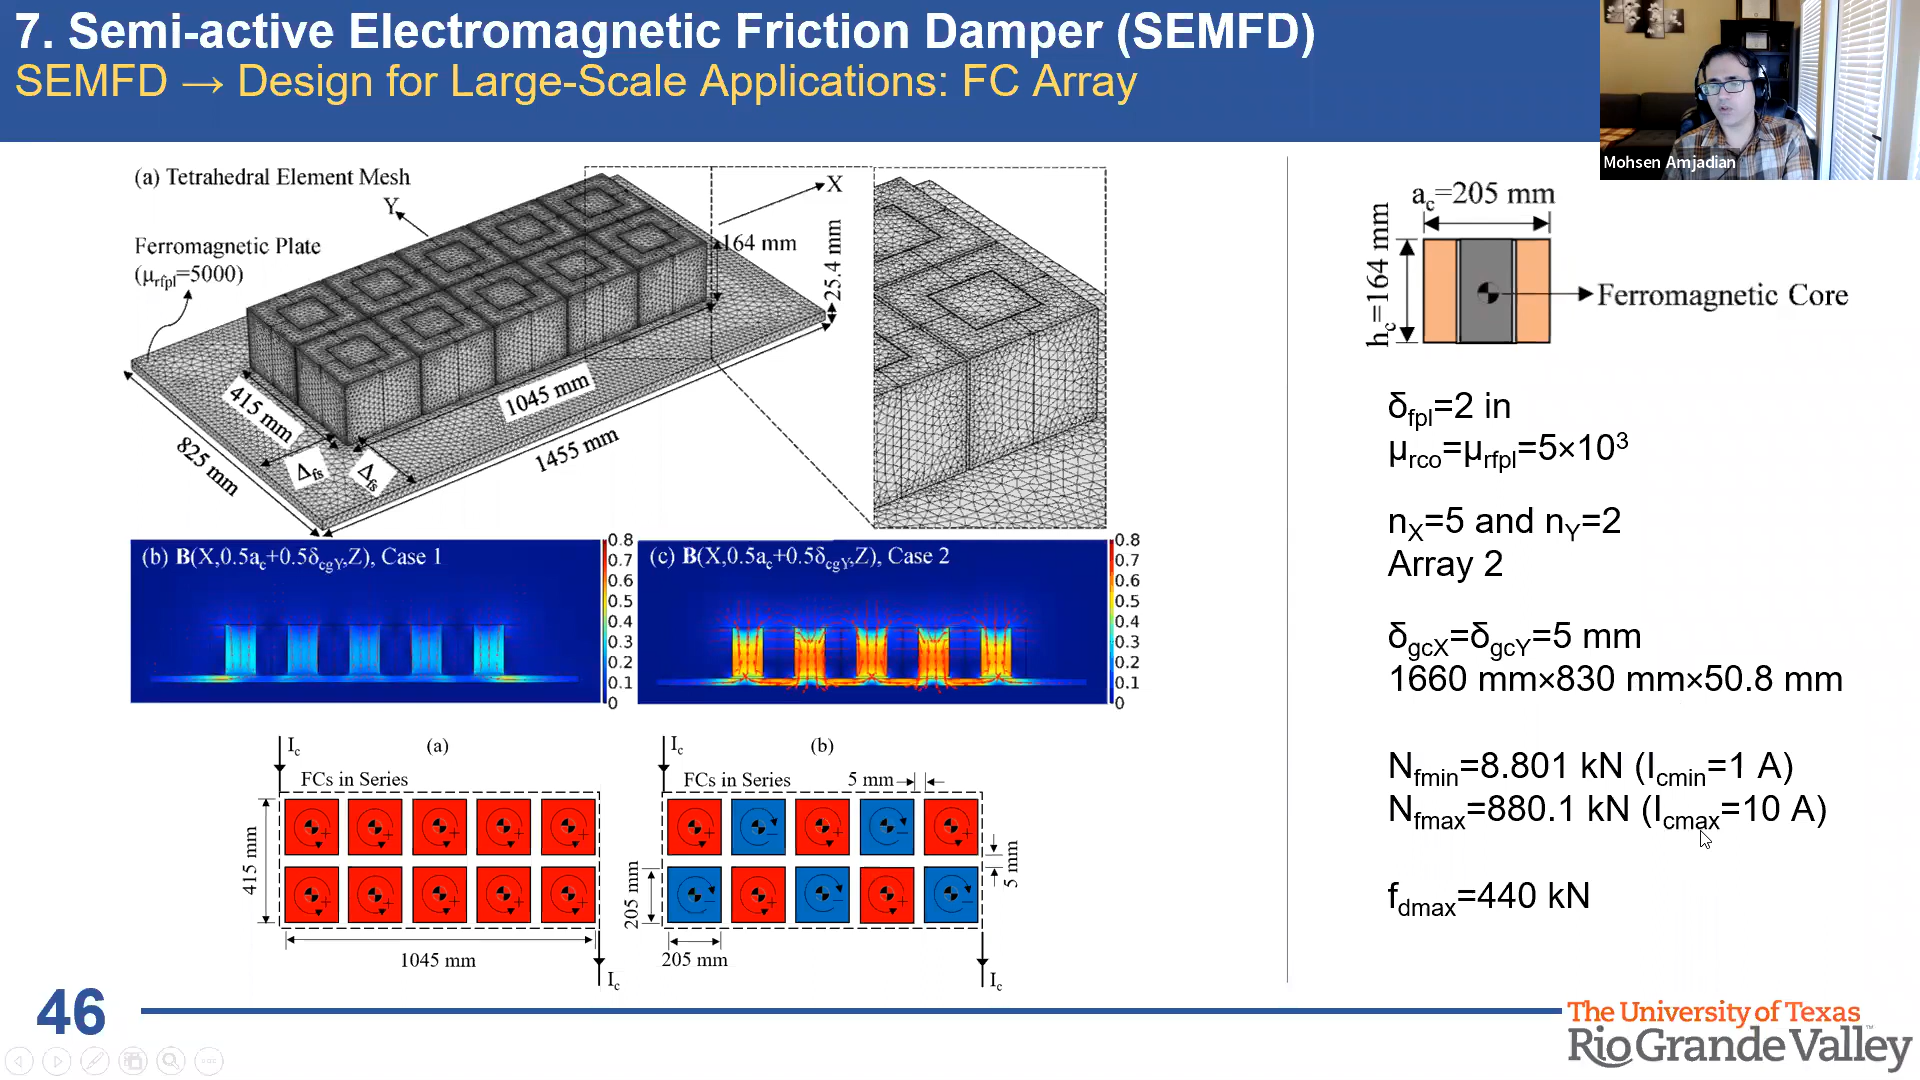 7. Semi-active Electromagnetic Friction Damper (SEMFD)
SEMFD → Design for Large-Scale Applications: FC Array
Mohsen Amjadian
(a) Tetrahedral Element Mesh
Y
X
Ferromagnetic Plate
(μrfpl=5000)
164 mm
25.4 mm
415 mm
825 mm
Δfs
Δfs
1045 mm
1455 mm
(b) B(X,0.5ac+0.5δcgY,Z), Case 1
0.8
0.7
0.6
0.5
0.4
0.3
0.2
0.1
0
(c) B(X,0.5ac+0.5δcgY,Z), Case 2
0.8
0.7
0.6
0.5
0.4
0.3
0.2
0.1
0
Ic
(a)
FCs in Series
415 mm
1045 mm
Ic
Ic
(b)
FCs in Series
5 mm
5 mm
205 mm
205 mm
Ic
ac=205 mm
hc=164 mm
Ferromagnetic Core
δfpl=2 in
μrco=μrfpl=5×10³
nX=5 and nY=2
Array 2
δgcX=δgcY=5 mm
1660 mm×830 mm×50.8 mm
Nfmin=8.801 kN (Icmin=1 A)
Nfmax=880.1 kN (Icmax=10 A)
fdmax=440 kN
46
The University of Texas
RioGrandeValley